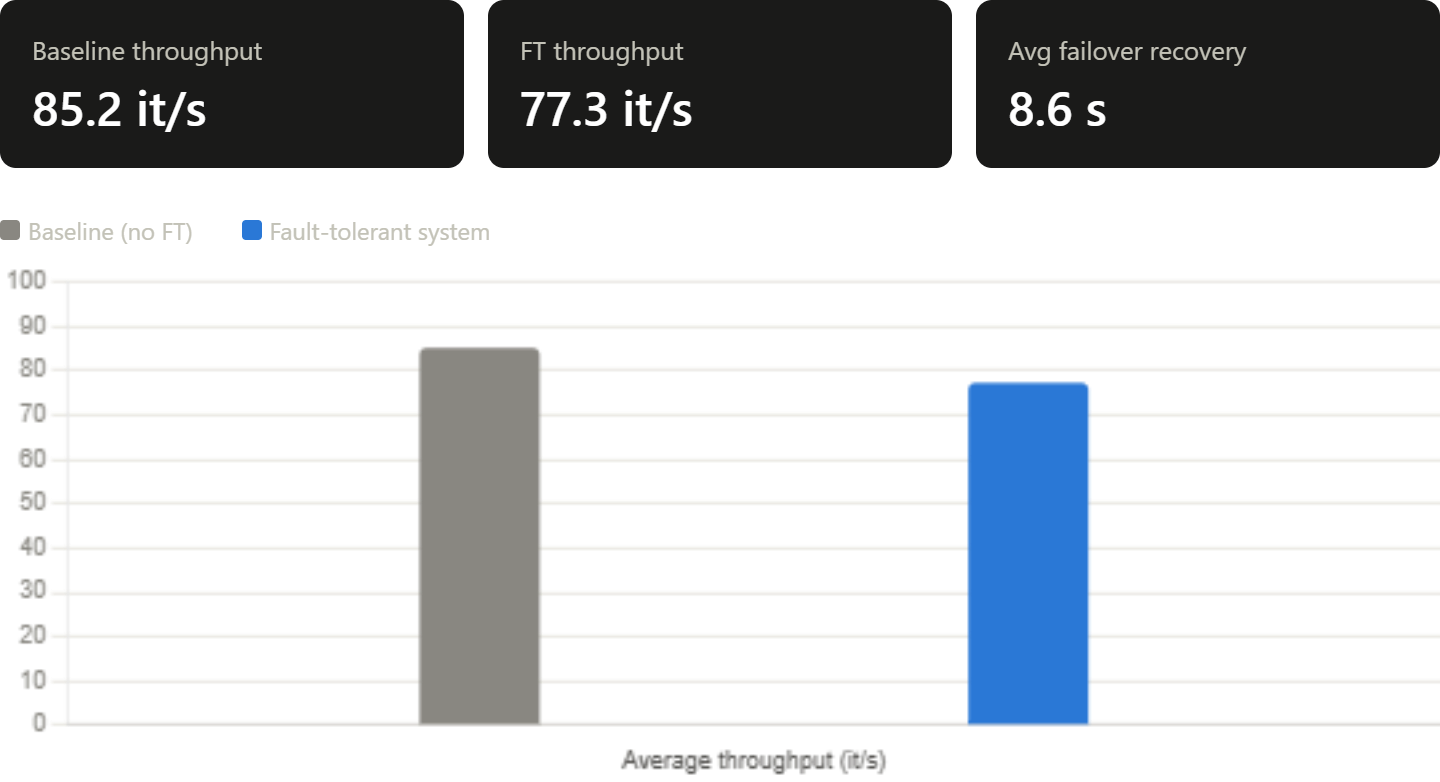 Baseline throughput
85.2 it/s
FT throughput
77.3 it/s
Avg failover recovery
8.6 s
Baseline (no FT)
Fault-tolerant system
100
90
80
70
60
50
40
30
20
10
0
Average throughput (it/s)